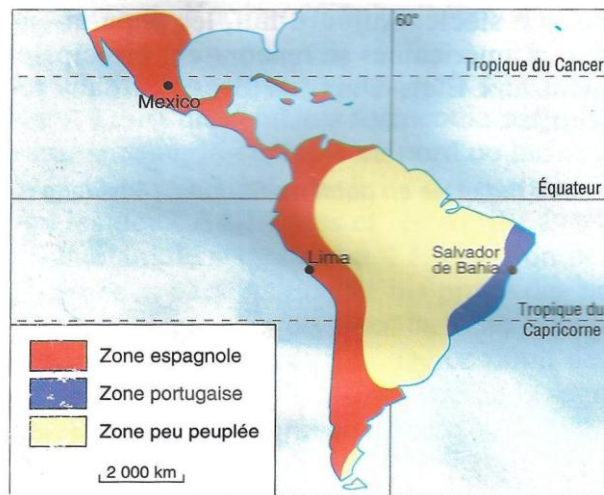 60°
Tropique du Cancer
Mexico
Équateur
Lima
Salvador
de Bahia
Tropique du
Capricorne
Zone espagnole
Zone portugaise
Zone peu peuplée
2 000 km